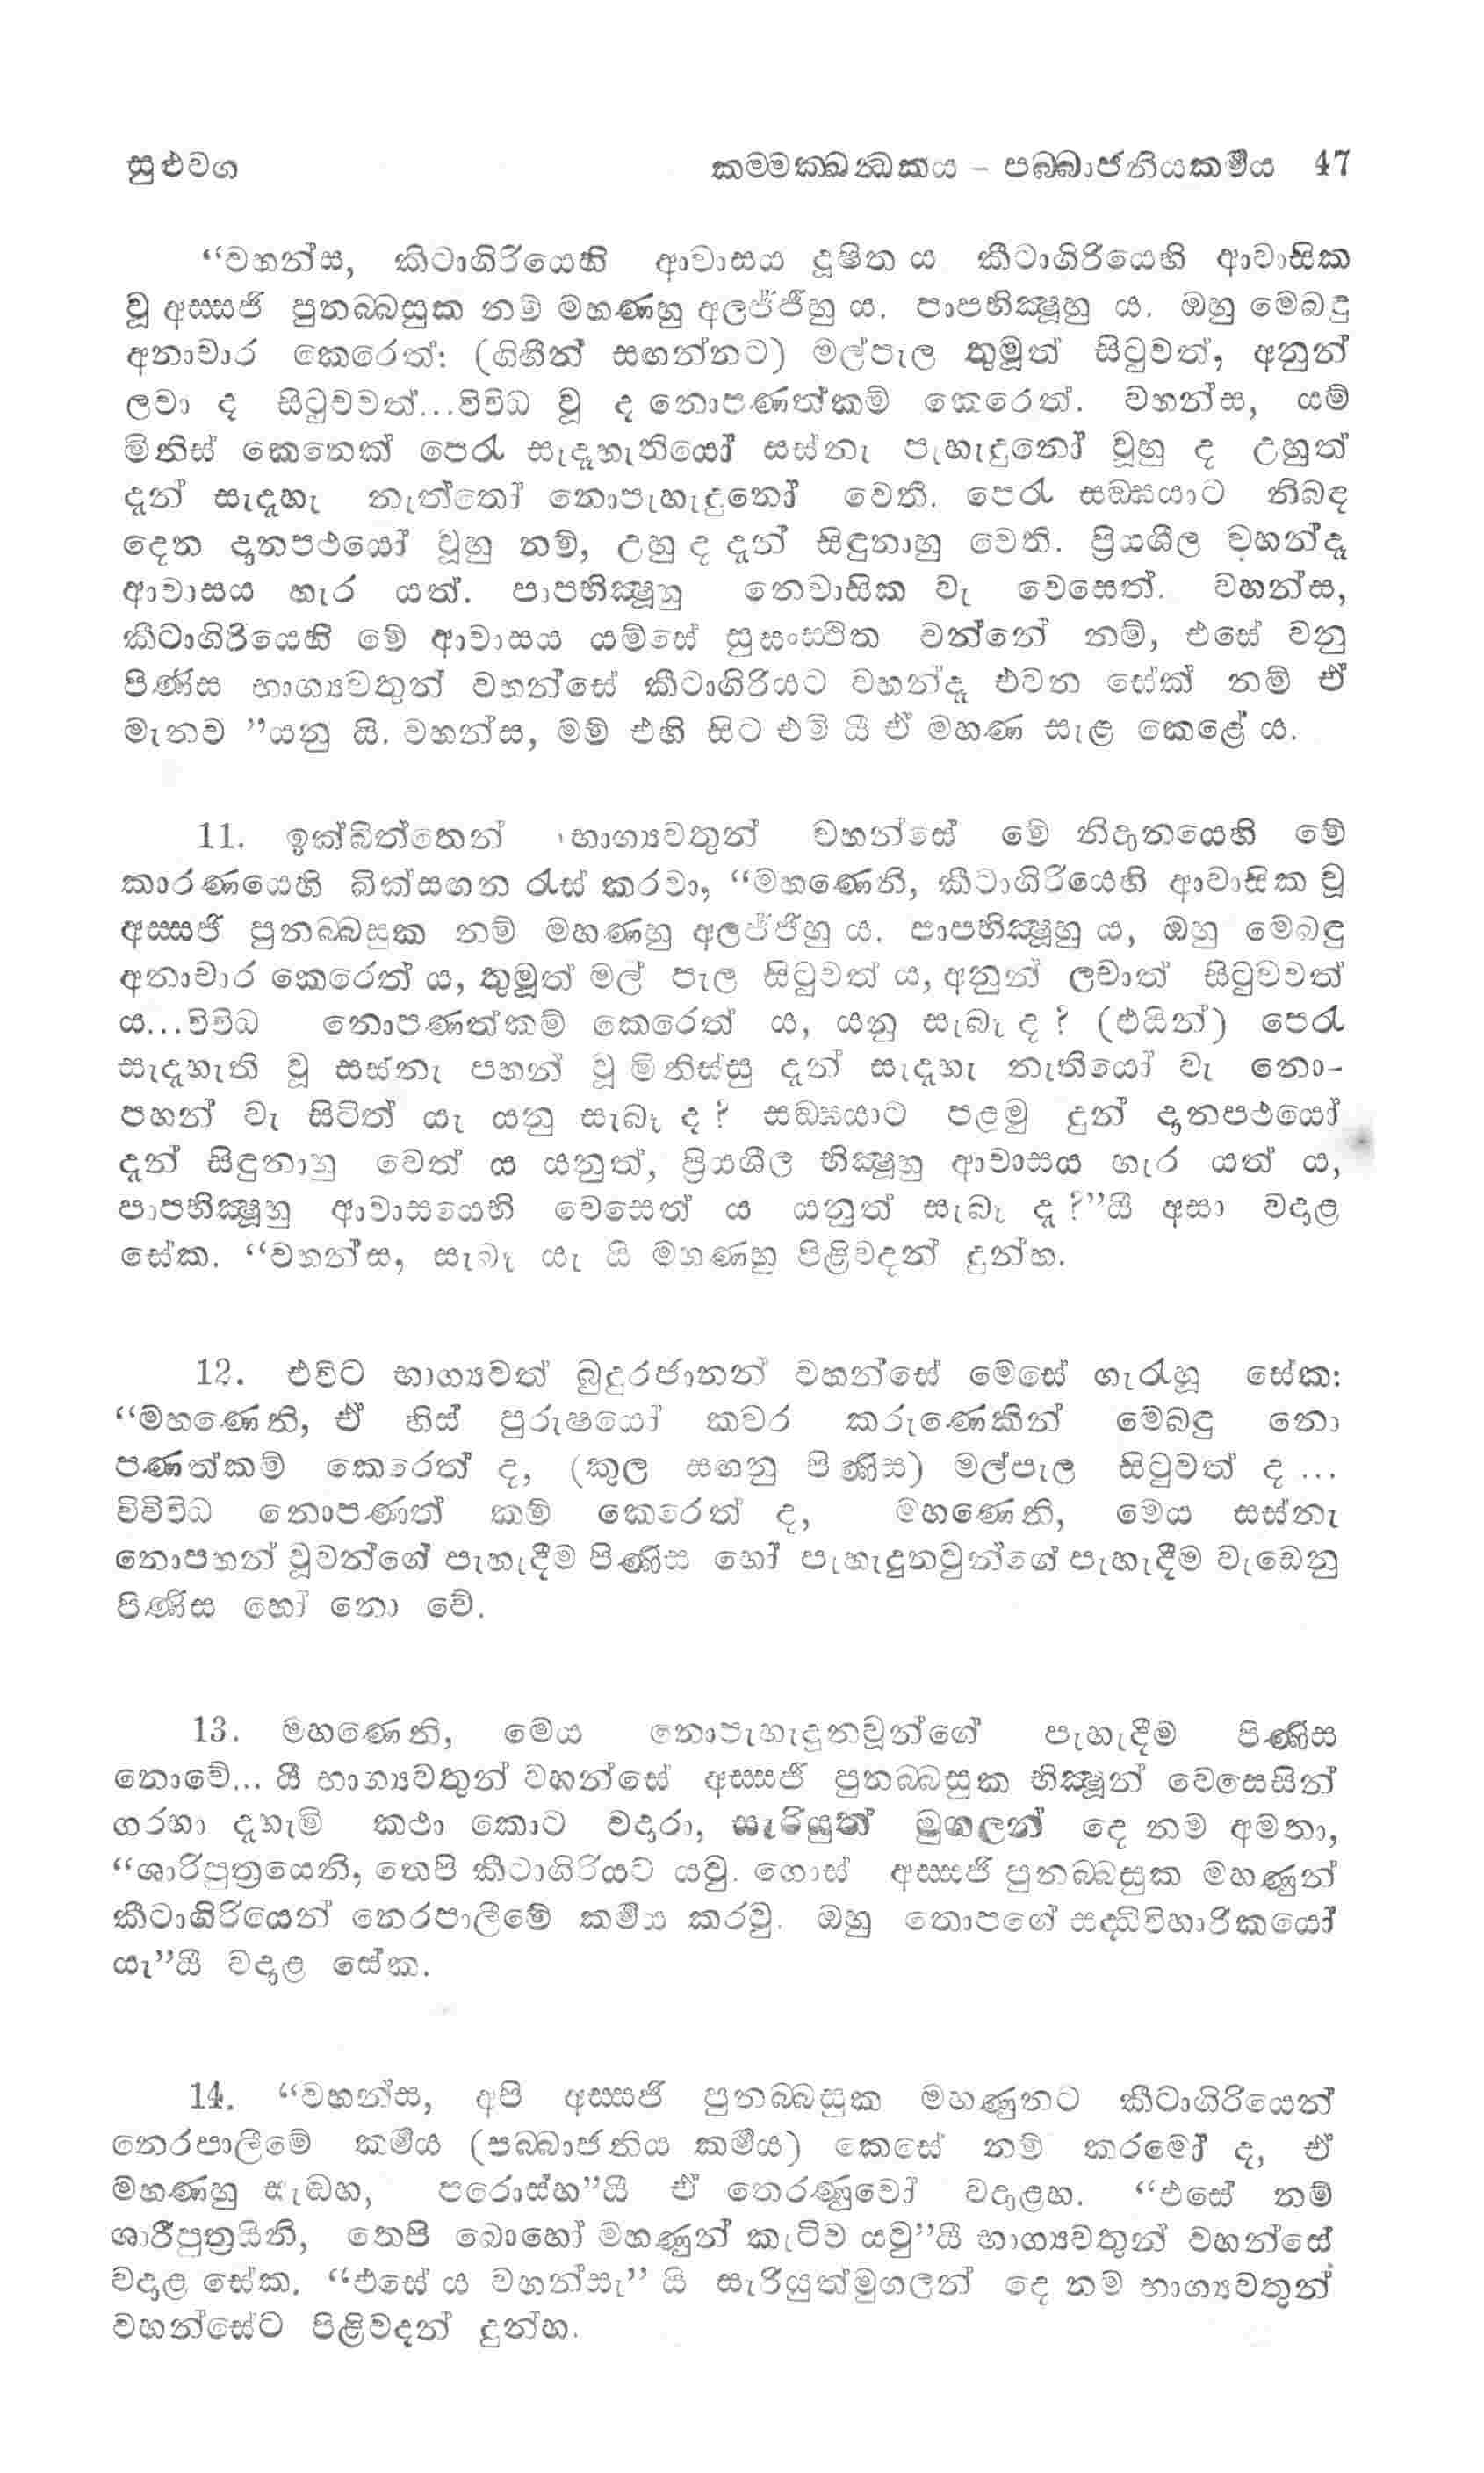 සුළුවග කම්මක්ඛන්ධකය – පබ්බාජනියකර්මය 47
“වහන්ස, කිටාගිරියෙහි ආවාසය දූෂිත ය කීටාගිරියෙහි ආවාසික
වූ අස්සජි පුනබ්බසුක නම් මහණහු අලජ්ජීහු ය. පාපභික්ෂූහු ය. ඔහු මෙබඳු
අනාචාර කෙරෙත්: (ගිහීන් සඟන්නට) මල්පැල තුමූත් සිටුවත්, අනුන්
ලවා ද සිටුවවත්...විවිධ වූ ද නොපණත්කම් කෙරෙත්. වහන්ස, යම්
මිනිස් කෙනෙක් පෙරැ සැදෑහැතියෝ සස්නැ පැහැදුනෝ වූහු ද උහුත්
දැන් සැදෑහැ නැත්තෝ නොපැහැදුනෝ වෙති. පෙරැ සඞ්ඝයාට නිබඳ
දෙන දානපථයෝ වූහු නම්, උහු ද දැන් සිඳුනාහු වෙති. ප්‍රියශීල වහන්දෑ
ආවාසය හැර යත්. පාපභික්ෂූහු නෙවාසික වැ වෙසෙත්. වහන්ස,
කීටාගිරියෙහි මේ ආවාසය යම්සේ සුසංස්ථිත වන්නේ නම්, එසේ වනු
පිණිස භාග්‍යවතුන් වහන්සේ කීටාගිරියට වහන්දෑ එවන සේක් නම් ඒ
මැනව ”යනු යි. වහන්ස, මම් එහි සිට එමි යි ඒ මහණ සැළ කෙළේ ය.
11. ඉක්බිත්තෙන් භාග්‍යවතුන් වහන්සේ මේ නිදානයෙහි මේ
කාරණයෙහි බික්සඟන රැස් කරවා, “මහණෙනි, කීටාගිරියෙහි ආවාසික වූ
අස්සජි පුනබ්බසුක නම් මහණහු අලජ්ජිහු ය. පාපභික්ෂූහු ය, ඔහු මෙබඳු
අනාචාර කෙරෙත් ය, තුමූත් මල් පැල සිටුවත් ය, අනුන් ලවාත් සිටුවවත්
ය...විවිධ නොපණත්කම් කෙරෙත් ය, යනු සැබෑ ද ? (එයින්) පෙරැ
සැදැහැති වූ සස්නැ පහන් වූ මිනිස්සු දැන් සැදැහැ නැතියෝ වැ නො-
පහන් වැ සිටිත් යැ යනු සැබෑ ද ? සඞ්ඝයාට පළමු දුන් දානපථයෝ
දැන් සිඳුනාහු වෙත් ය යනුත්, ප්‍රියශීල භික්ෂූහු ආවාසය හැර යත් ය,
පාපභික්ෂූහු ආවාසයෙහි වෙසෙත් ය යනුත් සැබෑ දැ ?”යී අසා වදාළ
සේක. “වහන්ස, සැබෑ යැ යි මහණහු පිළිවදන් දුන්හ.
12. එවිට භාග්‍යවත් බුදුරජානන් වහන්සේ මෙසේ ගැරැහූ සේක:
“මහණෙනි, ඒ හිස් පුරුෂයෝ කවර කරුණෙකින් මෙබඳු නො
පණත්කම් කෙරෙත් ද, (කුල සඟනු පිණිස) මල්පැල සිටුවත් ද ...
විවිවිධ නොපණත් කම් කෙරෙත් ද, මහණෙනි, මෙය සස්නැ
නොපහන් වූවන්ගේ පැහැදීම පිණිස හෝ පැහැදුනවුන්ගේ පැහැදීම වැඩෙනු
පිණිස හෝ නො වේ.
13. මහණෙනි, මෙය නොපැහැදුනවූන්ගේ පැහැදීම පිණිස
නොවේ... යී භාග්‍යවතුන් වහන්සේ අස්සජි පුනබ්බසුක භික්ෂූන් වෙසෙසින්
ගරහා දැහැමි කථා කොට වදාරා, සැරියුත් මුගලන් දෙ නම අමතා,
“ශාරිපුත්‍රයෙනි, තෙපි කීටාගිරියට යවු. ගොස් අස්සජි පුනබ්බසුක මහණුන්
කීටාගිරියෙන් නෙරපාලීමේ කර්මය කරවු. ඔහු තොපගේ සද්ධිවිහාරිකයෝ
යැ”යී වදාළ සේක.
14. “වහන්ස, අපි අස්සජි පුනබ්බසුක මහණුනට කීටාගිරියෙන්
නෙරපාලීමේ කර්මය (පබ්බාජනිය කර්මය) කෙසේ නම් කරමෝ ද, ඒ
මහණහු සැඬහ, පරොස්හ”යී ඒ තෙරණුවෝ වදාළහ. “එසේ නම්
ශාරීපුත්‍රයිනි, තෙපි බොහෝ මහණුන් කැටිව යවු”යී භාග්‍යවතුන් වහන්සේ
වදාළ සේක. “එසේ ය වහන්සැ” යි සැරියුත්මුගලන් දෙ නම භාග්‍යවතුන්
වහන්සේට පිළිවදන් දුන්හ.